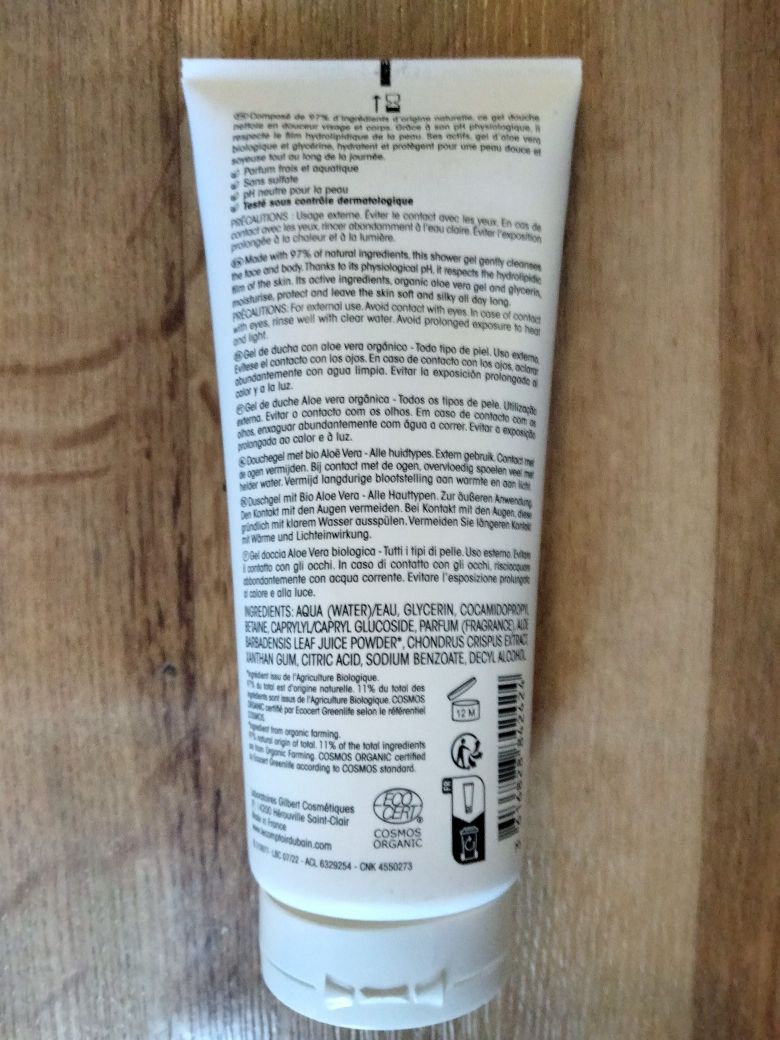 FR Composé de 97% d'ingrédients d'origine naturelle, ce gel douche
nettoie en douceur visage et corps. Grâce à son pH physiologique, il
respecte le film hydrolipidique de la peau. Ses actifs, gel d'aloe vera
biologique et glycérine, hydratent et protègent pour une peau douce et
soyeuse tout au long de la journée.
Parfum frais et aquatique
Sans sulfate
pH neutre pour la peau
Testé sous contrôle dermatologique
PRÉCAUTIONS : Usage externe. Éviter le contact avec les yeux. En cas de
contact avec les yeux, rincer abondamment à l'eau claire. Éviter l'exposition
prolongée à la chaleur et à la lumière.
EN Made with 97% of natural ingredients, this shower gel gently cleanses
the face and body. Thanks to its physiological pH, it respects the hydrolipidic
film of the skin. Its active ingredients, organic aloe vera gel and glycerin,
moisturise, protect and leave the skin soft and silky all day long.
PRECAUTIONS: For external use. Avoid contact with eyes. In case of contact
with eyes, rinse well with clear water. Avoid prolonged exposure to heat
and light.
ES Gel de ducha con aloe vera orgánico - Todo tipo de piel. Uso externo.
Evítese el contacto con los ojos. En caso de contacto con los ojos, aclarar
abundantemente con agua limpia. Evitar la exposición prolongada al
calor y a la luz.
Gel de duche Aloe vera orgânica - Todos os tipos de pele. Utilização
externa. Evitar o contacto com os olhos. Em caso de contacto com os
olhos, enxaguar abundantemente com água a correr. Evitar a exposição
prolongada ao calor e à luz.
Douchegel met bio Aloë Vera - Alle huidtypes. Extern gebruik. Contact met
de ogen vermijden. Bij contact met de ogen, overvloedig spoelen veel met
helder water. Vermijd langdurige blootstelling aan warmte en aan licht.
Duschgel mit Bio Aloe Vera - Alle Hauttypen. Zur äußeren Anwendung.
Den Kontakt mit den Augen vermeiden. Bei Kontakt mit den Augen, diese
gründlich mit klarem Wasser ausspülen. Vermeiden Sie längeren Kontakt
mit Wärme und Lichteinwirkung.
Gel doccia Aloe Vera biologica - Tutti i tipi di pelle. Uso esterno. Evitare
il contatto con gli occhi. In caso di contatto con gli occhi, risciacquare
abbondantemente con acqua corrente. Evitare l'esposizione prolungata
al calore e alla luce.
INGREDIENTS: AQUA (WATER)/EAU, GLYCERIN, COCAMIDOPROPYL
BETAINE, CAPRYLYL/CAPRYL GLUCOSIDE, PARFUM (FRAGRANCE), ALOE
BARBADENSIS LEAF JUICE POWDER*, CHONDRUS CRISPUS EXTRACT,
XANTHAN GUM, CITRIC ACID, SODIUM BENZOATE, DECYL ALCOHOL.
*Ingrédient issu de l'Agriculture Biologique.
97% du total est d'origine naturelle. 11% du total des
ingrédients sont issus de l'Agriculture Biologique. COSMOS
ORGANIC certifié par Ecocert Greenlife selon le référentiel
COSMOS.
*Ingredient from organic farming.
97% natural origin of total. 11% of the total ingredients
are from Organic Farming. COSMOS ORGANIC certified
by Ecocert Greenlife according to COSMOS standard.
12 M
FR
Laboratoires Gilbert Cosmétiques
14200 Hérouville Saint-Clair
Made in France
www.lecomptoirdubain.com
LBC 07/22 - ACL 6329254 - CNK 4550273
ECO
CERT®
COSMOS
ORGANIC